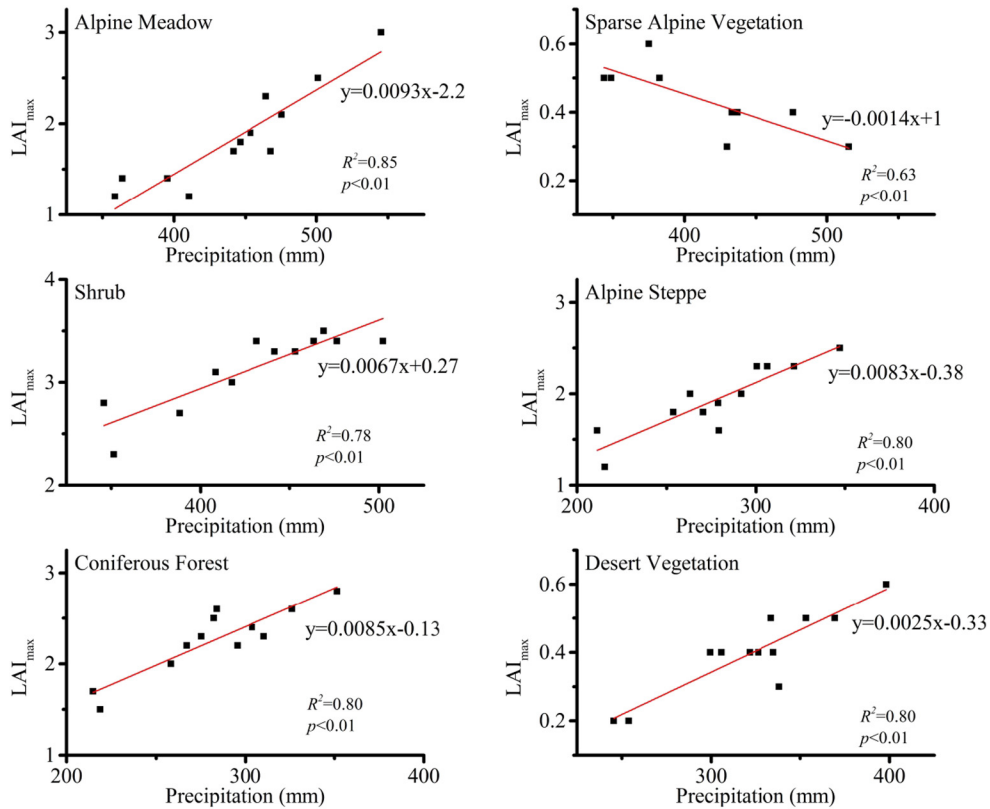 Alpine Meadow
3
2
1
LAImax
y=0.0093x-2.2
R²=0.85
p<0.01
400
500
Precipitation (mm)
Sparse Alpine Vegetation
0.6
0.4
0.2
LAImax
y=-0.0014x+1
R²=0.63
p<0.01
400
500
Precipitation (mm)
Shrub
4
3
2
LAImax
y=0.0067x+0.27
R²=0.78
p<0.01
400
500
Precipitation (mm)
Alpine Steppe
3
2
1
LAImax
y=0.0083x-0.38
R²=0.80
p<0.01
200
300
400
Precipitation (mm)
Coniferous Forest
3
2
1
LAImax
y=0.0085x-0.13
R²=0.80
p<0.01
200
300
400
Precipitation (mm)
Desert Vegetation
0.6
0.4
0.2
LAImax
y=0.0025x-0.33
R²=0.80
p<0.01
300
400
Precipitation (mm)